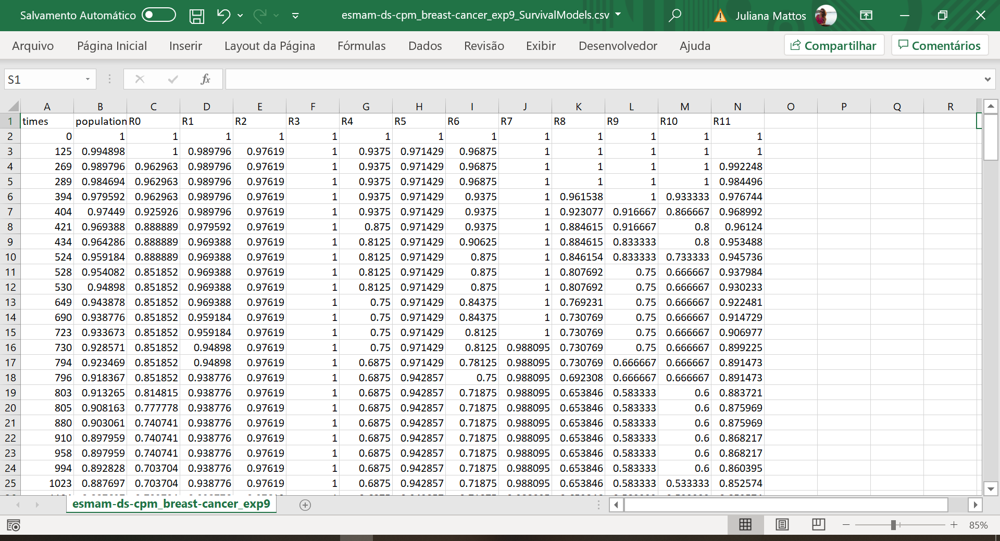 Salvamento Automático esmam-ds-cpm_breast-cancer_exp9_SurvivalModels.csv Juliana Mattos
Arquivo Página Inicial Inserir Layout da Página Fórmulas Dados Revisão Exibir Desenvolvedor Ajuda Compartilhar Comentários
S1 fx
A B C D E F G H I J K L M N O P Q R
1 times population R0 R1 R2 R3 R4 R5 R6 R7 R8 R9 R10 R11
2 0 1 1 1 1 1 1 1 1 1 1 1 1 1
3 125 0.994898 1 0.989796 0.97619 1 0.9375 0.971429 0.96875 1 1 1 1 1
4 269 0.989796 0.962963 0.989796 0.97619 1 0.9375 0.971429 0.96875 1 1 1 1 0.992248
5 289 0.984694 0.962963 0.989796 0.97619 1 0.9375 0.971429 0.96875 1 1 1 1 0.984496
6 394 0.979592 0.962963 0.989796 0.97619 1 0.9375 0.971429 0.9375 1 0.961538 1 0.933333 0.976744
7 404 0.97449 0.925926 0.989796 0.97619 1 0.9375 0.971429 0.9375 1 0.923077 0.916667 0.866667 0.968992
8 421 0.969388 0.888889 0.979592 0.97619 1 0.875 0.971429 0.9375 1 0.884615 0.916667 0.8 0.96124
9 434 0.964286 0.888889 0.969388 0.97619 1 0.8125 0.971429 0.90625 1 0.884615 0.833333 0.8 0.953488
10 524 0.959184 0.888889 0.969388 0.97619 1 0.8125 0.971429 0.875 1 0.846154 0.833333 0.733333 0.945736
11 528 0.954082 0.851852 0.969388 0.97619 1 0.8125 0.971429 0.875 1 0.807692 0.75 0.666667 0.937984
12 530 0.94898 0.851852 0.969388 0.97619 1 0.8125 0.971429 0.875 1 0.807692 0.75 0.666667 0.930233
13 649 0.943878 0.851852 0.969388 0.97619 1 0.75 0.971429 0.84375 1 0.769231 0.75 0.666667 0.922481
14 690 0.938776 0.851852 0.959184 0.97619 1 0.75 0.971429 0.84375 1 0.730769 0.75 0.666667 0.914729
15 723 0.933673 0.851852 0.959184 0.97619 1 0.75 0.971429 0.8125 1 0.730769 0.75 0.666667 0.906977
16 730 0.928571 0.851852 0.94898 0.97619 1 0.75 0.971429 0.8125 0.988095 0.730769 0.75 0.666667 0.899225
17 794 0.923469 0.851852 0.94898 0.97619 1 0.6875 0.971429 0.78125 0.988095 0.730769 0.666667 0.666667 0.891473
18 796 0.918367 0.851852 0.938776 0.97619 1 0.6875 0.942857 0.75 0.988095 0.692308 0.666667 0.666667 0.891473
19 803 0.913265 0.814815 0.938776 0.97619 1 0.6875 0.942857 0.71875 0.988095 0.653846 0.583333 0.6 0.883721
20 805 0.908163 0.777778 0.938776 0.97619 1 0.6875 0.942857 0.71875 0.988095 0.653846 0.583333 0.6 0.875969
21 880 0.903061 0.740741 0.938776 0.97619 1 0.6875 0.942857 0.71875 0.988095 0.653846 0.583333 0.6 0.875969
22 910 0.897959 0.740741 0.938776 0.97619 1 0.6875 0.942857 0.71875 0.988095 0.653846 0.583333 0.6 0.868217
23 958 0.897959 0.740741 0.938776 0.97619 1 0.6875 0.942857 0.71875 0.988095 0.653846 0.583333 0.6 0.868217
24 994 0.892828 0.703704 0.938776 0.97619 1 0.6875 0.942857 0.71875 0.988095 0.653846 0.583333 0.6 0.860395
25 1023 0.887697 0.703704 0.938776 0.97619 1 0.6875 0.942857 0.71875 0.988095 0.653846 0.583333 0.533333 0.852574
esmam-ds-cpm_breast-cancer_exp9
85%